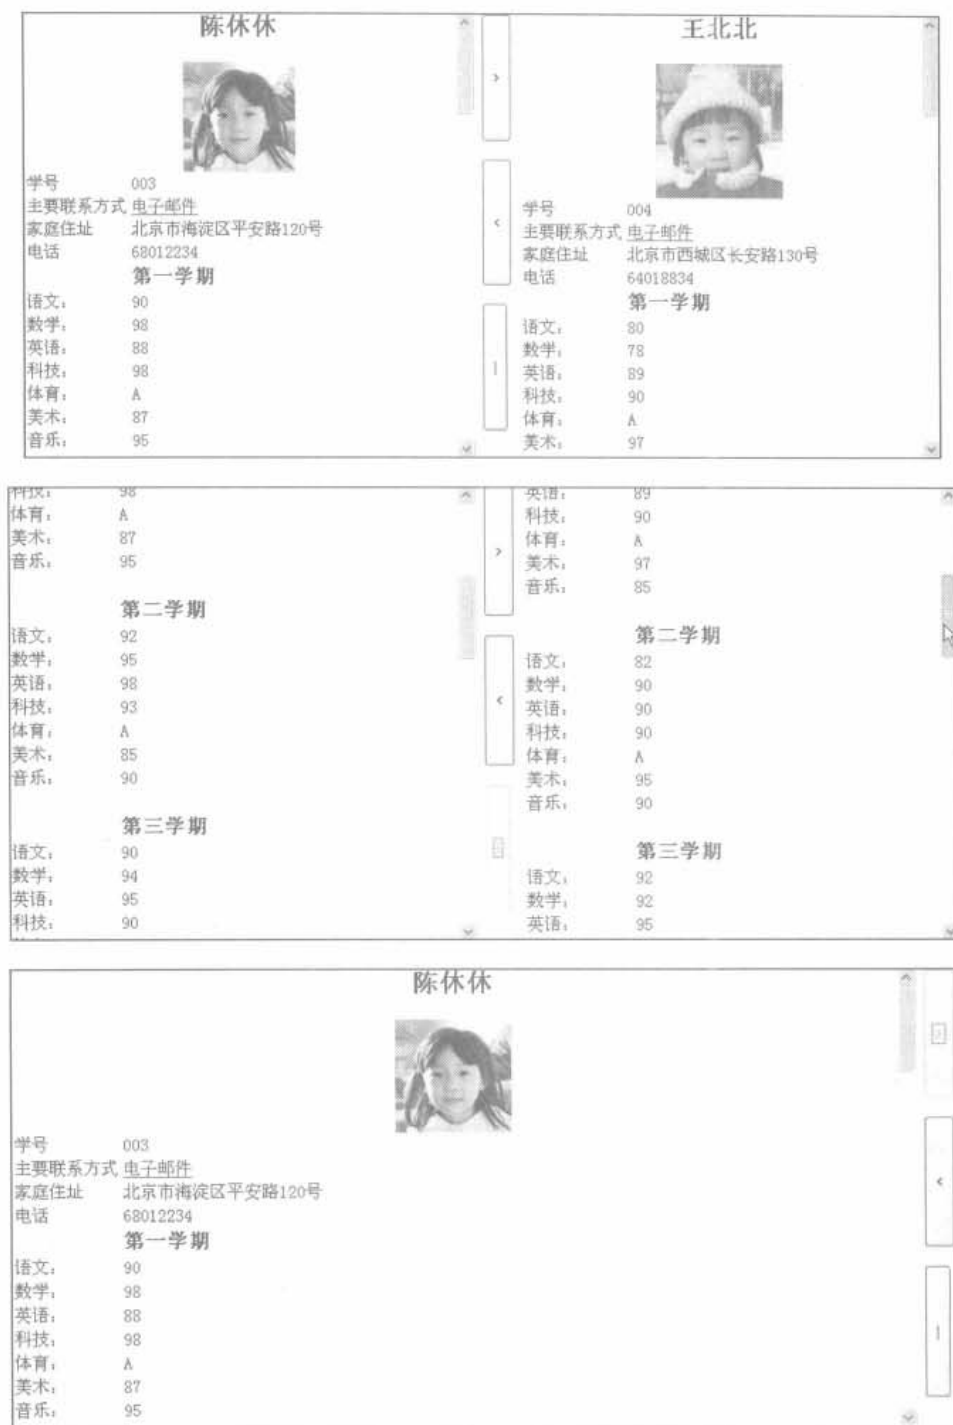 陈休休
学号 003
主要联系方式 电子邮件
家庭住址 北京市海淀区平安路120号
电话 68012234
第一学期
语文: 90
数学: 98
英语: 88
科技: 98
体育: A
美术: 87
音乐: 95
>
<
|
王北北
学号 004
主要联系方式 电子邮件
家庭住址 北京市西城区长安路130号
电话 64018834
第一学期
语文: 80
数学: 78
英语: 89
科技: 90
体育: A
美术: 97
科技: 98
体育: A
美术: 87
音乐: 95
第二学期
语文: 92
数学: 95
英语: 98
科技: 93
体育: A
美术: 85
音乐: 90
第三学期
语文: 90
数学: 94
英语: 95
科技: 90
>
<
英语: 89
科技: 90
体育: A
美术: 97
音乐: 85
第二学期
语文: 82
数学: 90
英语: 90
科技: 90
体育: A
美术: 95
音乐: 90
第三学期
语文: 92
数学: 92
英语: 95
陈休休
学号 003
主要联系方式 电子邮件
家庭住址 北京市海淀区平安路120号
电话 68012234
第一学期
语文: 90
数学: 98
英语: 88
科技: 98
体育: A
美术: 87
音乐: 95
>
<
|